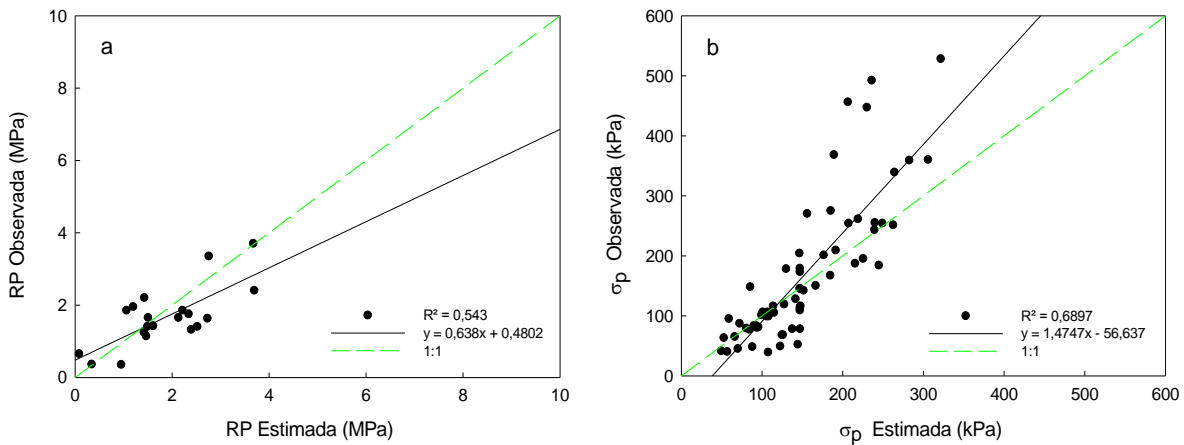 a
10
8
6
4
2
0
RP Observada (MPa)
R² = 0,543
y = 0,638x + 0,4802
1:1
0 2 4 6 8 10
RP Estimada (MPa)
b
600
500
400
300
200
100
0
σp Observada (kPa)
R² = 0,6897
y = 1,4747x - 56,637
1:1
0 100 200 300 400 500 600
σp Estimada (kPa)